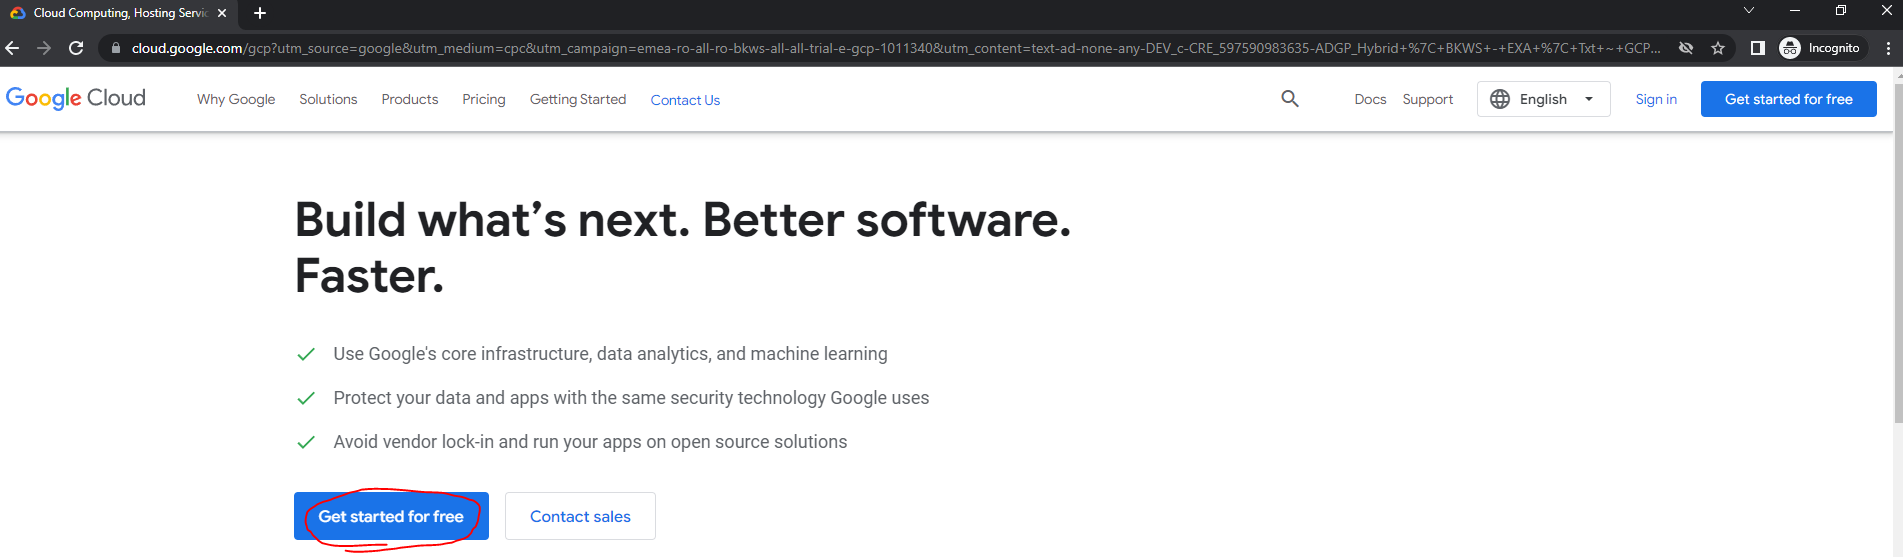 Cloud Computing, Hosting Servic
cloud.google.com/gcp?utm_source=google&utm_medium=cpc&utm_campaign=emea-ro-all-ro-bkws-all-all-trial-e-gcp-1011340&utm_content=text-ad-none-any-DEV_c-CRE_597590983635-ADGP_Hybrid+%7C+BKWS+-+EXA+%7C+Txt+~+GCP... Incognito
Google Cloud Why Google Solutions Products Pricing Getting Started Contact Us Docs Support English Sign in Get started for free
Build what’s next. Better software.
Faster.
Use Google's core infrastructure, data analytics, and machine learning
Protect your data and apps with the same security technology Google uses
Avoid vendor lock-in and run your apps on open source solutions
Get started for free Contact sales